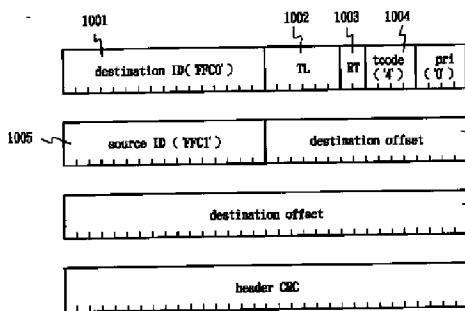 1001 1002 1003 1004
destination ID('FFC0') TL RT tcode ('4') pri ('0')
1005 source ID ('FFC1') destination offset
destination offset
header CRC